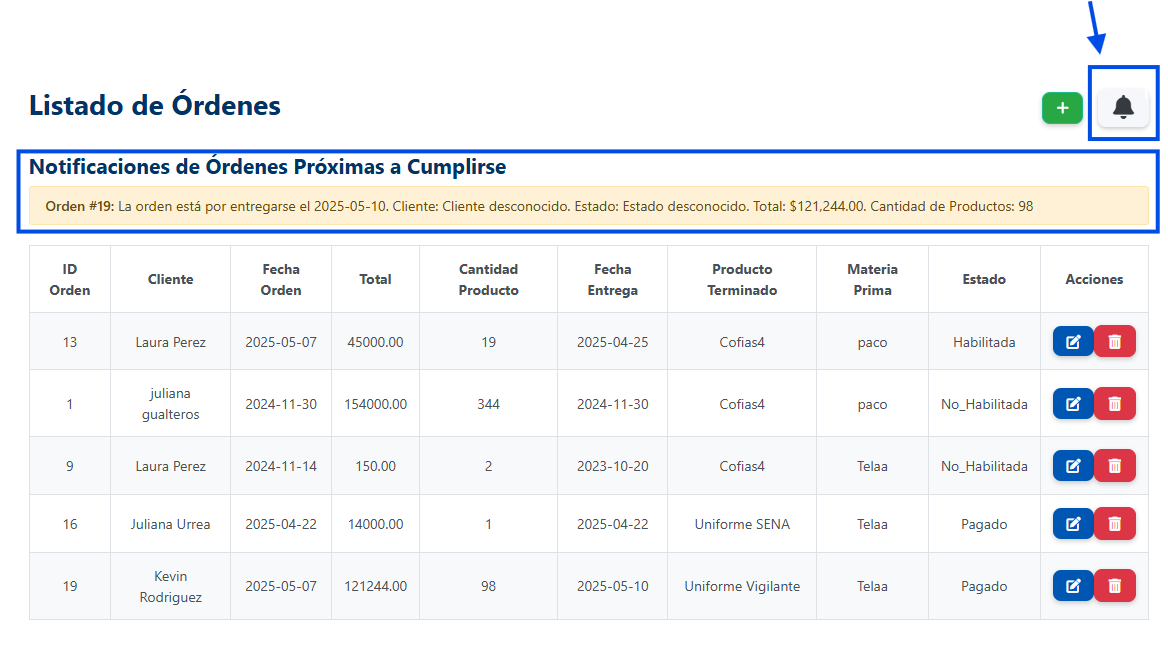 Listado de Órdenes
+
Notificaciones de Órdenes Próximas a Cumplirse
Orden #19: La orden está por entregarse el 2025-05-10. Cliente: Cliente desconocido. Estado: Estado desconocido. Total: $121,244.00. Cantidad de Productos: 98
ID Orden Cliente Fecha Orden Total Cantidad Producto Fecha Entrega Producto Terminado Materia Prima Estado Acciones
13 Laura Perez 2025-05-07 45000.00 19 2025-04-25 Cofias4 paco Habilitada
1 juliana gualteros 2024-11-30 154000.00 344 2024-11-30 Cofias4 paco No_Habilitada
9 Laura Perez 2024-11-14 150.00 2 2023-10-20 Cofias4 Telaa No_Habilitada
16 Juliana Urrea 2025-04-22 14000.00 1 2025-04-22 Uniforme SENA Telaa Pagado
19 Kevin Rodriguez 2025-05-07 121244.00 98 2025-05-10 Uniforme Vigilante Telaa Pagado